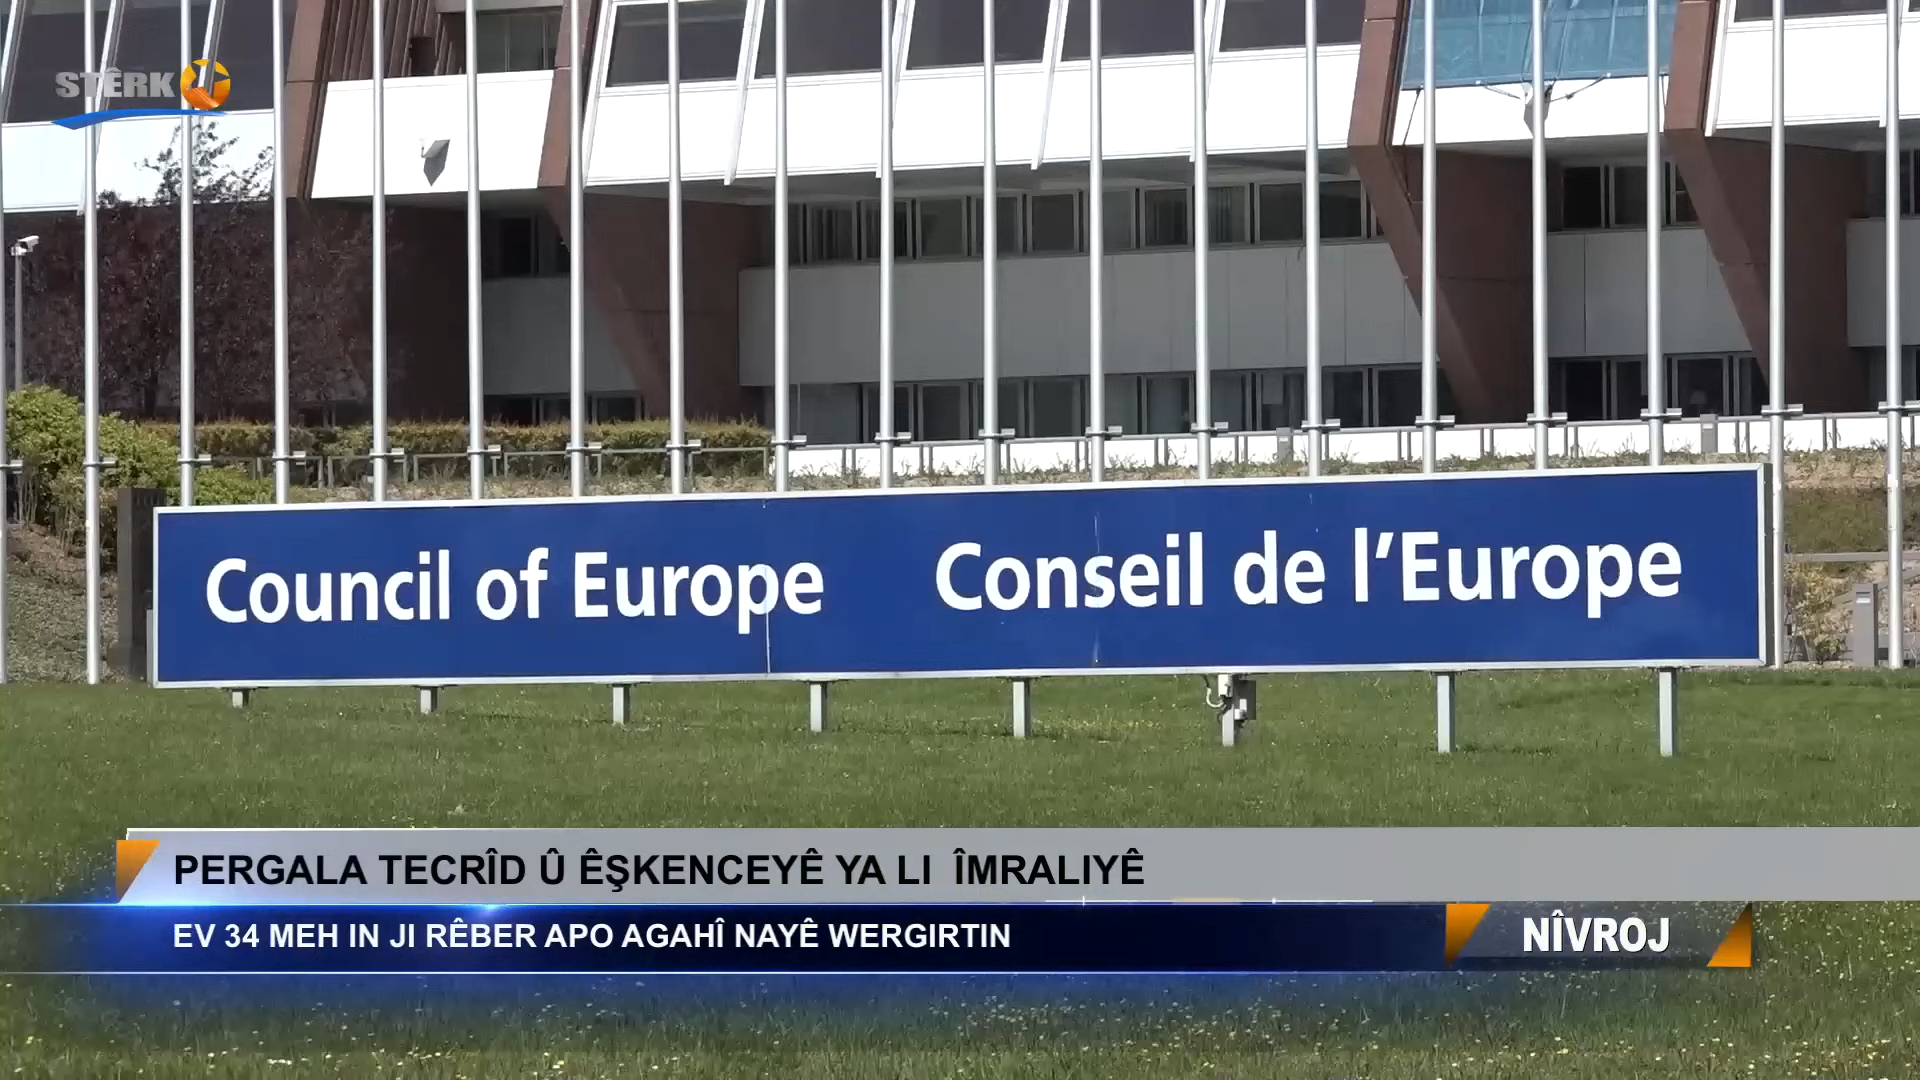 STÊRK
Council of Europe Conseil de l'Europe
PERGALA TECRÎD Û ÊŞKENCEYÊ YA LI ÎMRALIYÊ
EV 34 MEH IN JI RÊBER APO AGAHÎ NAYÊ WERGIRTIN
NÎVROJ